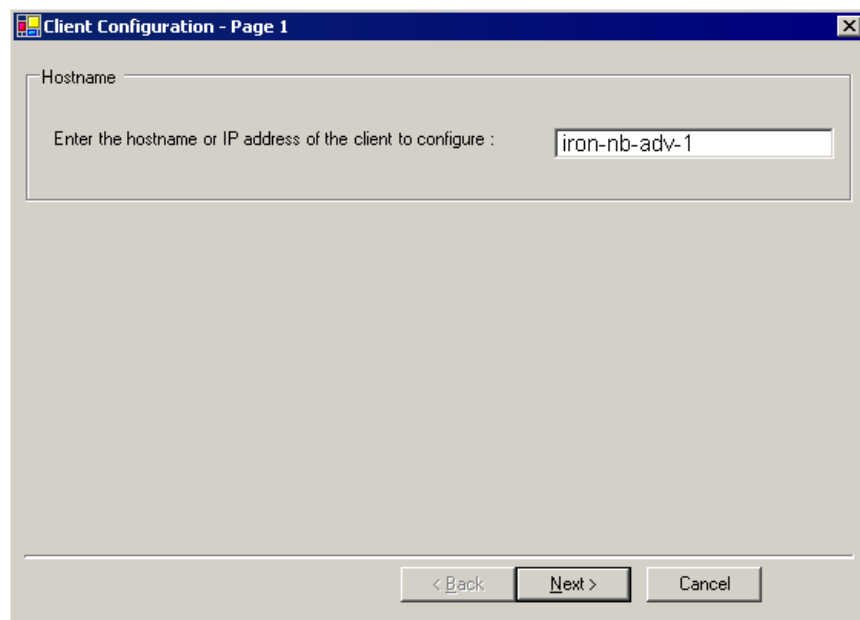 Client Configuration - Page 1
Hostname
Enter the hostname or IP address of the client to configure : iron-nb-adv-1
< Back Next > Cancel